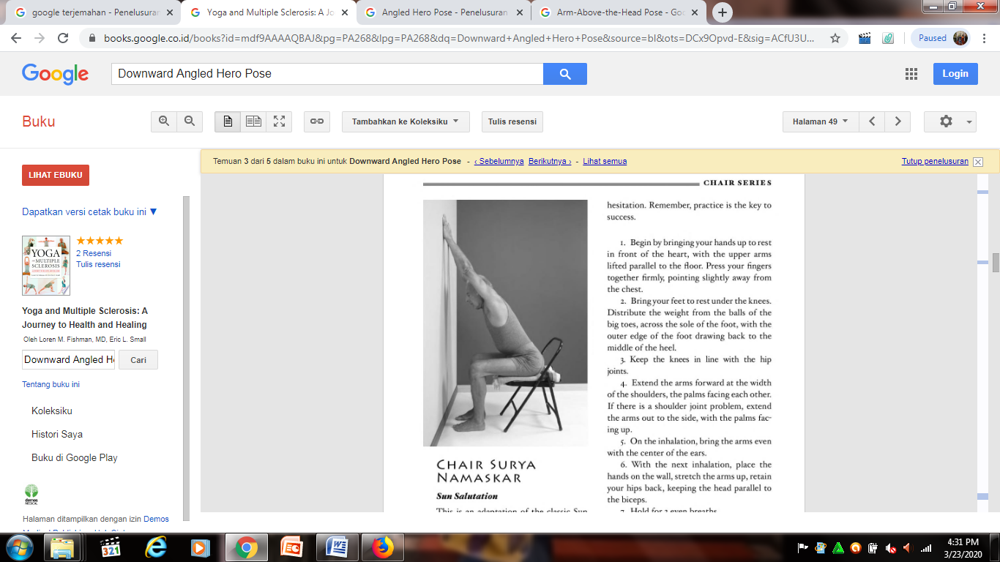 google terjemahan - Penelusuran
Yoga and Multiple Sclerosis: A Jo
Angled Hero Pose - Penelusuran
Arm-Above-the-Head Pose - Goo
books.google.co.id/books?id=mdf9AAAAQBAJ&pg=PA268&lpg=PA268&dq=Downward+Angled+Hero+Pose&source=bl&ots=DCx9Opvd-E&sig=ACfU3U...
Paused
Google
Downward Angled Hero Pose
Login
Buku
Tambahkan ke Koleksiku
Tulis resensi
Halaman 49
Temuan 3 dari 5 dalam buku ini untuk Downward Angled Hero Pose - ‹ Sebelumnya Berikutnya › - Lihat semua
Tutup penelusuran
LIHAT EBUKU
Dapatkan versi cetak buku ini ▼
YOGA
AND MULTIPLE
SCLEROSIS
2 Resensi
Tulis resensi
Yoga and Multiple Sclerosis: A
Journey to Health and Healing
Oleh Loren M. Fishman, MD, Eric L. Small
Downward Angled He
Cari
Tentang buku ini
Koleksiku
Histori Saya
Buku di Google Play
demos
MEDICAL
Halaman ditampilkan dengan izin Demos
CHAIR SERIES
CHAIR SURYA
NAMASKAR
Sun Salutation
This is an adaptation of the classic Sun
hesitation. Remember, practice is the key to
success.
1. Begin by bringing your hands up to rest
in front of the heart, with the upper arms
lifted parallel to the floor. Press your fingers
together firmly, pointing slightly away from
the chest.
2. Bring your feet to rest under the knees.
Distribute the weight from the balls of the
big toes, across the sole of the foot, with the
outer edge of the foot drawing back to the
middle of the heel.
3. Keep the knees in line with the hip
joints.
4. Extend the arms forward at the width
of the shoulders, the palms facing each other.
If there is a shoulder joint problem, extend
the arms out to the side, with the palms fac-
ing up.
5. On the inhalation, bring the arms even
with the center of the ears.
6. With the next inhalation, place the
hands on the wall, stretch the arms up, retain
your hips back, keeping the head parallel to
the biceps.
7. Hold for 2 even breaths.
321
4:31 PM
3/23/2020